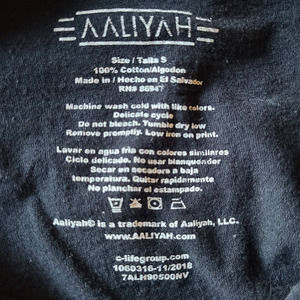 AALIYAH
Size / Talla S
100% Cotton/Algodon
Made in / Hecho en El Salvador
RN# 86947
Machine wash cold with like colors.
Delicate cycle
Do not bleach. Tumble dry low
Remove promptly. Low iron on print.
Lavar en agua fria con colores similares
Ciclo delicado. No usar blanqueador
Secar en secadora a baja
temperatura. Quitar rapidamente
No planchar el estampado.
Aaliyah© is a trademark of Aaliyah, LLC.
www.AALIYAH.com
c-lifegroup.com
1060316-11/2018
7ALH90500NV